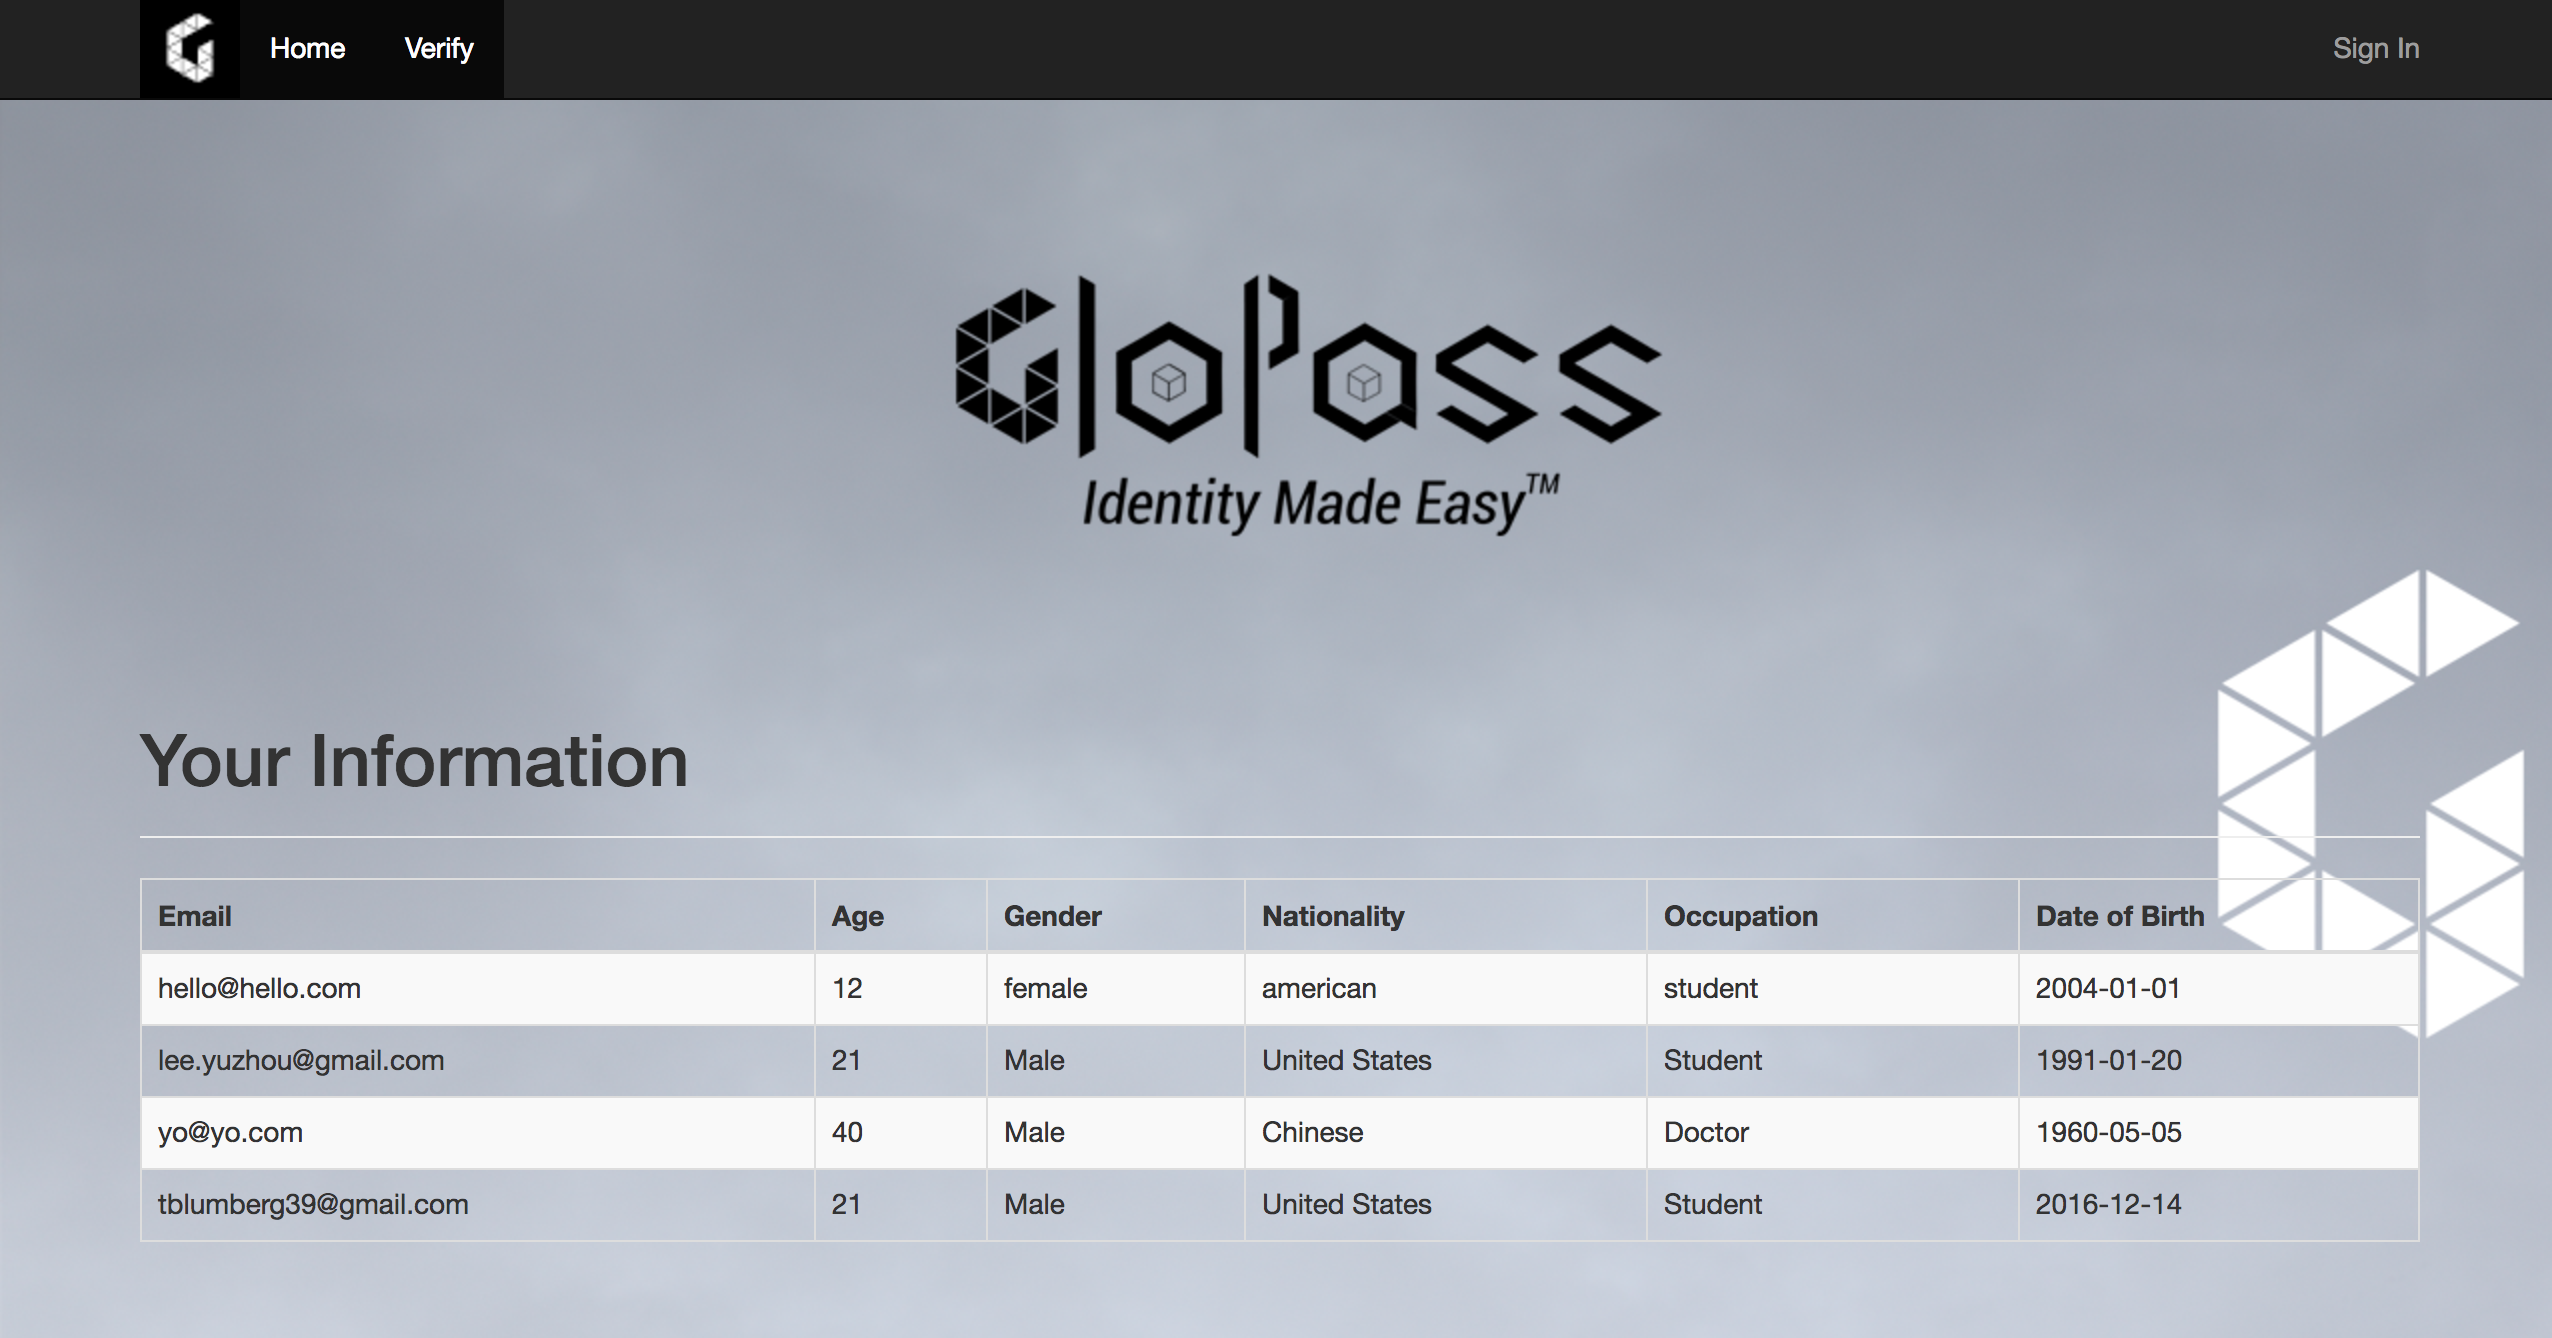 Home Verify Sign In
GloPass
Identity Made Easy™
Your Information
Email Age Gender Nationality Occupation Date of Birth
hello@hello.com 12 female american student 2004-01-01
lee.yuzhou@gmail.com 21 Male United States Student 1991-01-20
yo@yo.com 40 Male Chinese Doctor 1960-05-05
tblumberg39@gmail.com 21 Male United States Student 2016-12-14